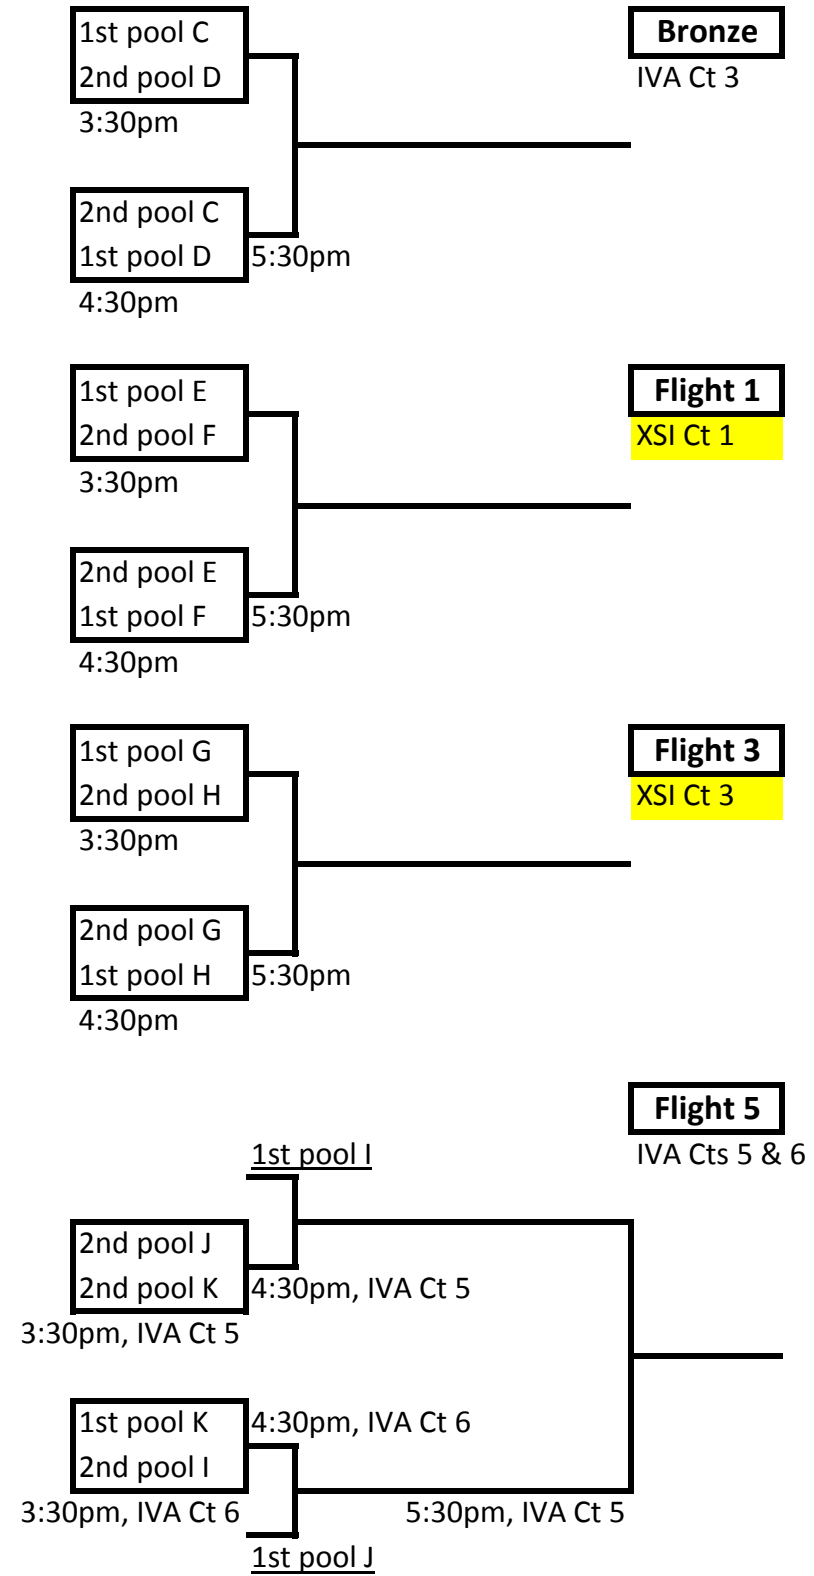 1st pool C
Bronze
2nd pool D
IVA Ct 3
3:30pm
2nd pool C
1st pool D
5:30pm
4:30pm
1st pool E
Flight 1
2nd pool F
XSI Ct 1
3:30pm
2nd pool E
1st pool F
5:30pm
4:30pm
1st pool G
Flight 3
2nd pool H
XSI Ct 3
3:30pm
2nd pool G
1st pool H
5:30pm
4:30pm
Flight 5
1st pool I
IVA Cts 5 & 6
2nd pool J
2nd pool K
4:30pm, IVA Ct 5
3:30pm, IVA Ct 5
1st pool K
4:30pm, IVA Ct 6
2nd pool I
3:30pm, IVA Ct 6
5:30pm, IVA Ct 5
1st pool J